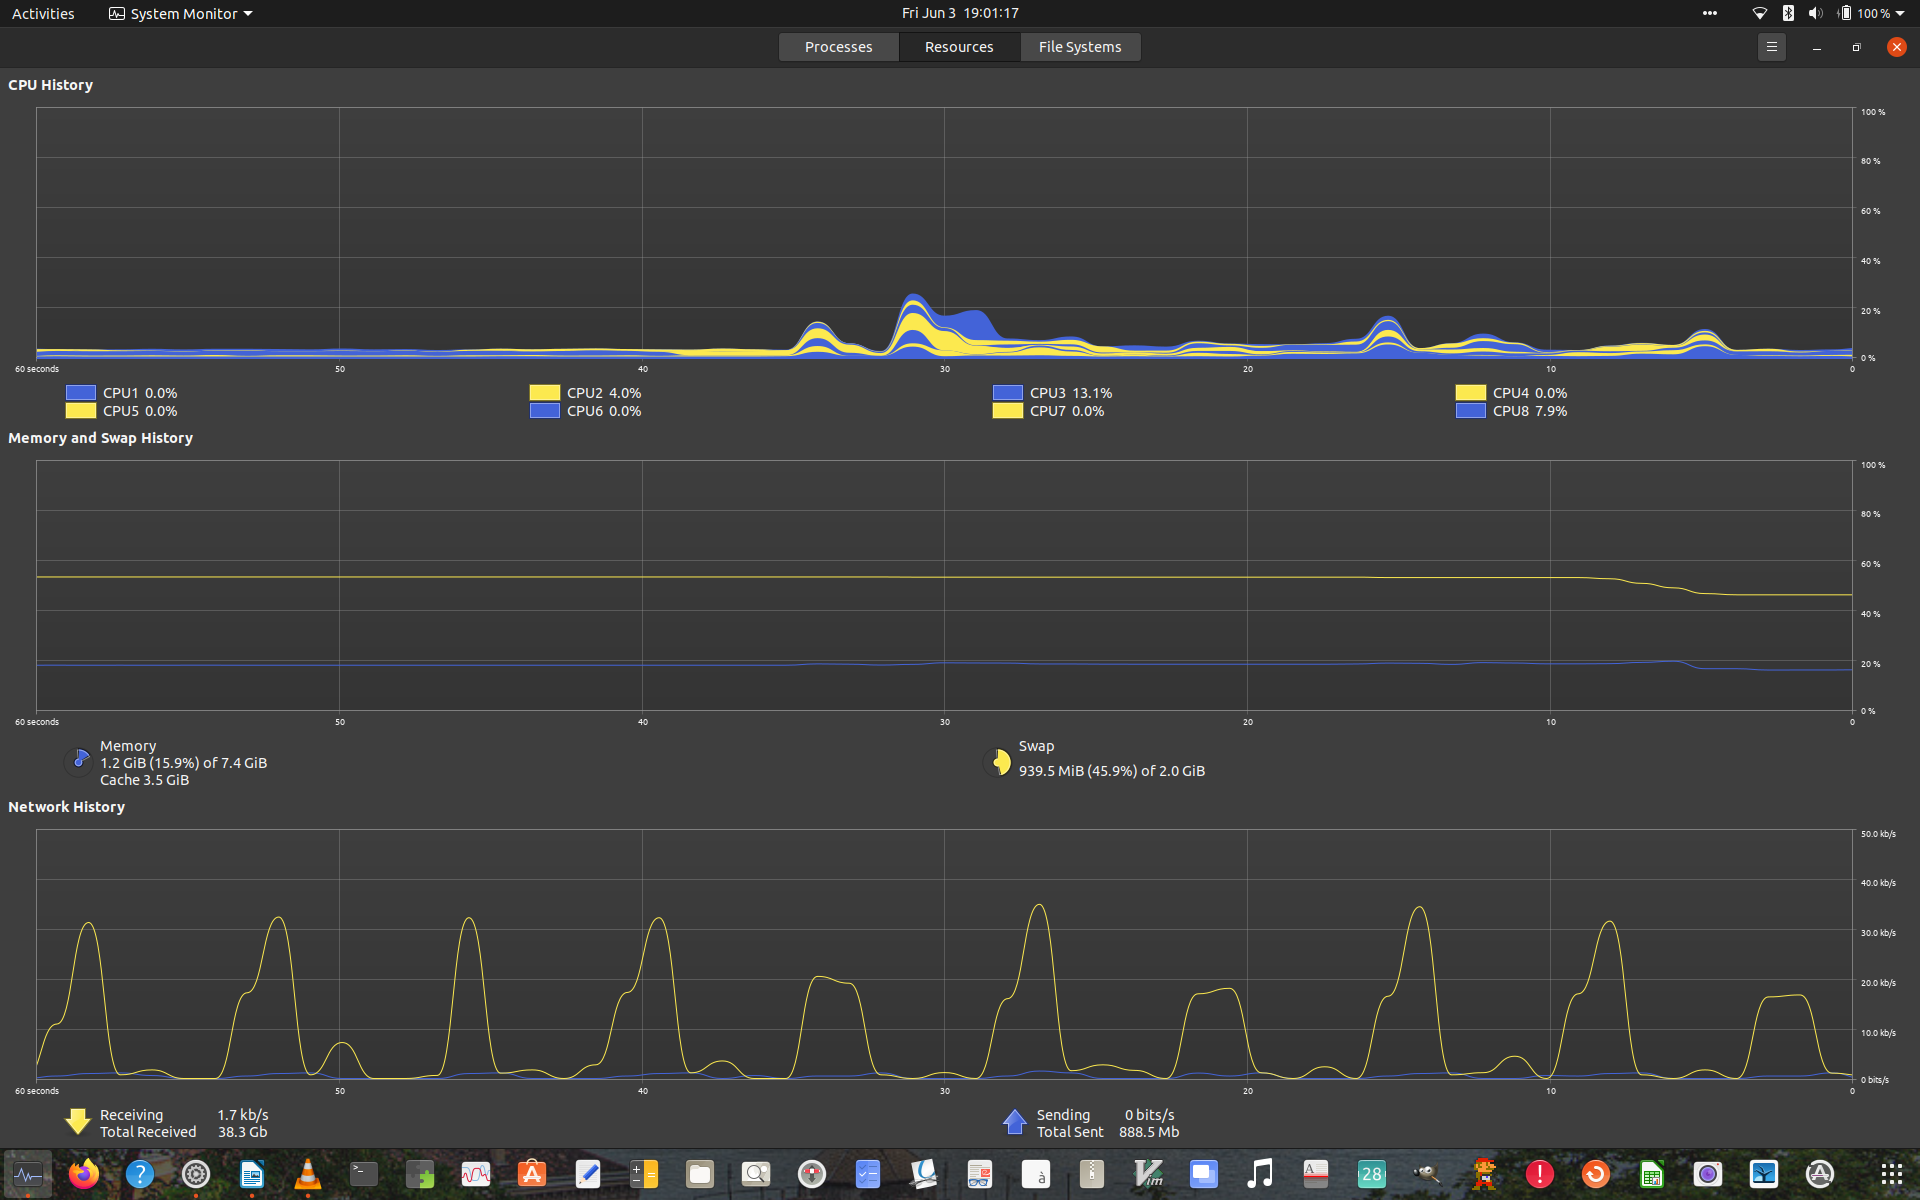 Activities
System Monitor
Fri Jun 3 19:01:17
100 %
Processes
Resources
File Systems
CPU History
100 %
80 %
60 %
40 %
20 %
0 %
60 seconds
50
40
30
20
10
0
CPU1 0.0%
CPU2 4.0%
CPU3 13.1%
CPU4 0.0%
CPU5 0.0%
CPU6 0.0%
CPU7 0.0%
CPU8 7.9%
Memory and Swap History
100 %
80 %
60 %
40 %
20 %
0 %
60 seconds
50
40
30
20
10
0
Memory
1.2 GiB (15.9%) of 7.4 GiB
Cache 3.5 GiB
Swap
939.5 MiB (45.9%) of 2.0 GiB
Network History
50.0 kb/s
40.0 kb/s
30.0 kb/s
20.0 kb/s
10.0 kb/s
0 bits/s
60 seconds
50
40
30
20
10
0
Receiving 1.7 kb/s
Total Received 38.3 Gb
Sending 0 bits/s
Total Sent 888.5 Mb
?
>_
à
Vim
A
28
!